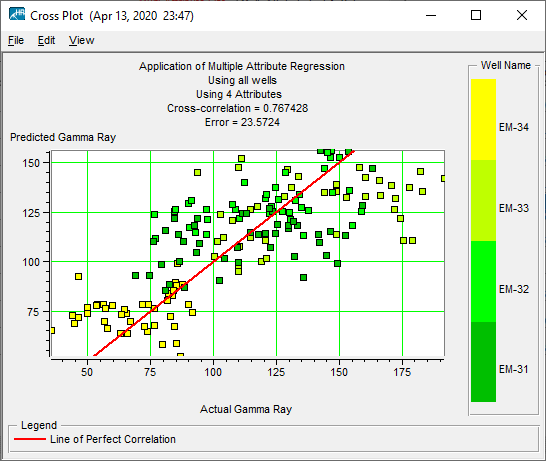 HR Cross Plot (Apr 13, 2020 23:47)
File Edit View
Application of Multiple Attribute Regression
Using all wells
Using 4 Attributes
Cross-correlation = 0.767428
Error = 23.5724
Predicted Gamma Ray
150
125
100
75
50 75 100 125 150 175
Actual Gamma Ray
Well Name
EM-34
EM-33
EM-32
EM-31
Legend
Line of Perfect Correlation